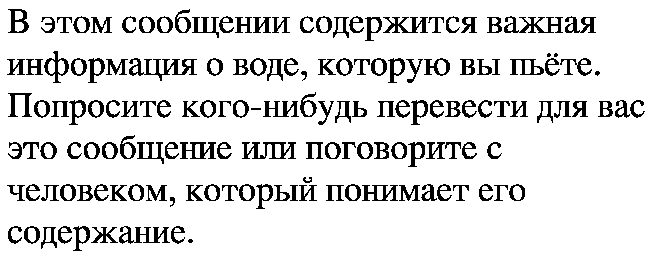 В этом сообщении содержится важная
информация о воде, которую вы пьёте.
Попросите кого-нибудь перевести для вас
это сообщение или поговорите с
человеком, который понимает его
содержание.